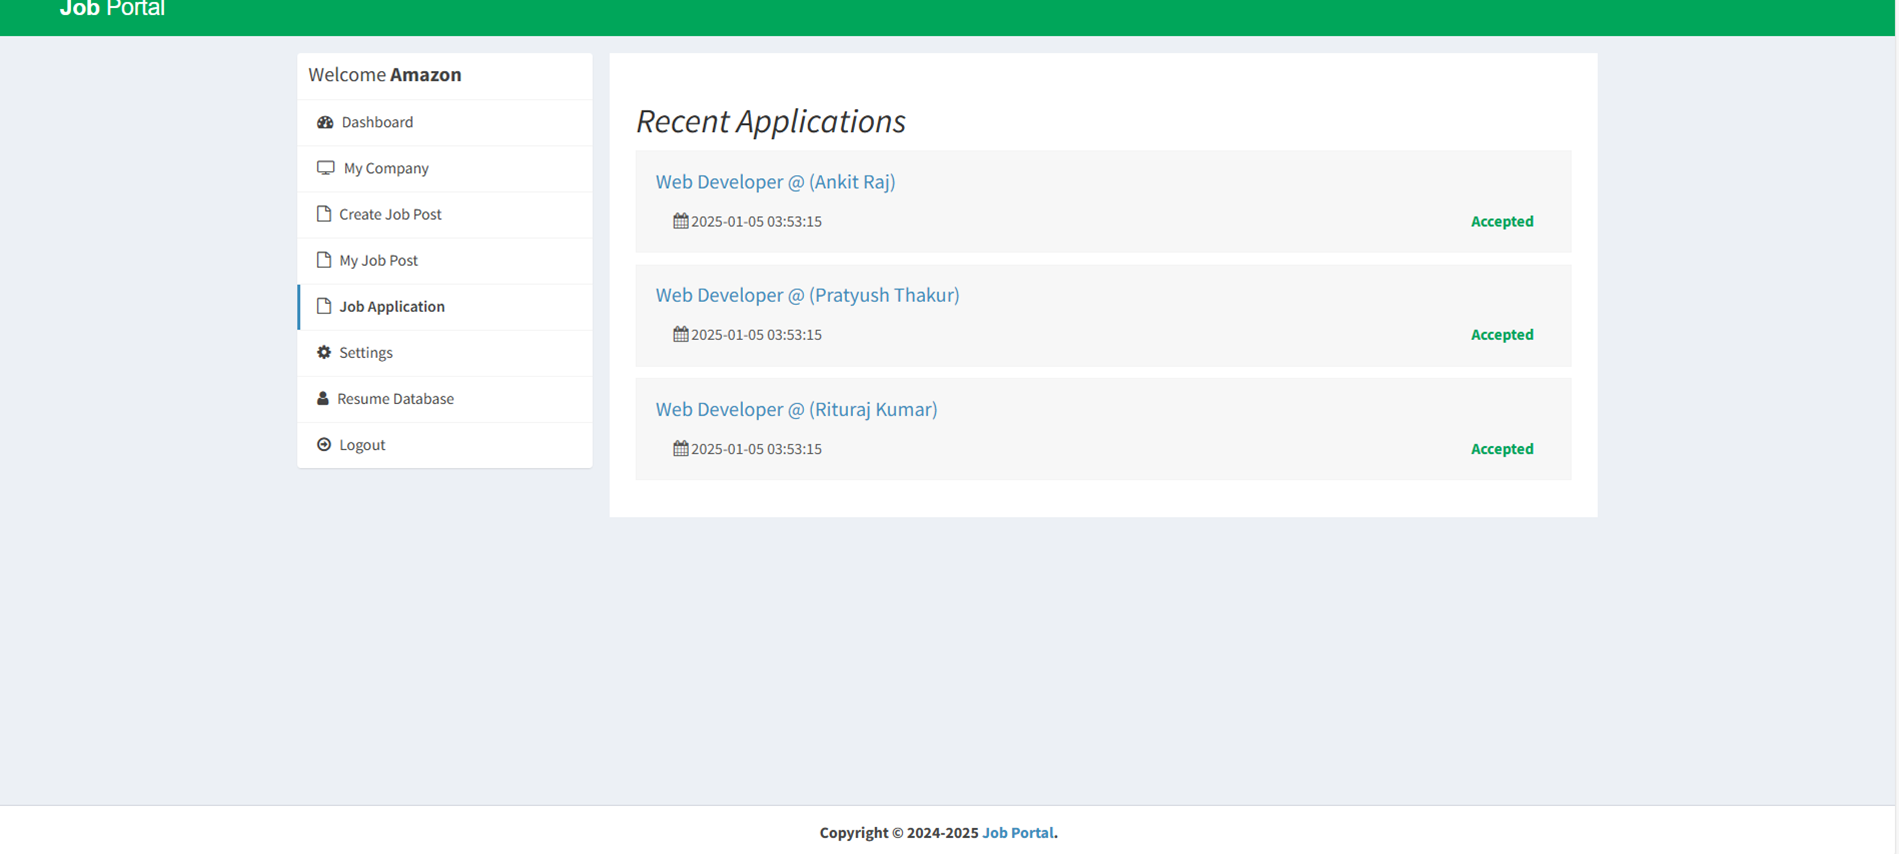 Job Portal
Welcome Amazon
Dashboard
My Company
Create Job Post
My Job Post
Job Application
Settings
Resume Database
Logout
Recent Applications
Web Developer @ (Ankit Raj)
2025-01-05 03:53:15 Accepted
Web Developer @ (Pratyush Thakur)
2025-01-05 03:53:15 Accepted
Web Developer @ (Rituraj Kumar)
2025-01-05 03:53:15 Accepted
Copyright © 2024-2025 Job Portal.